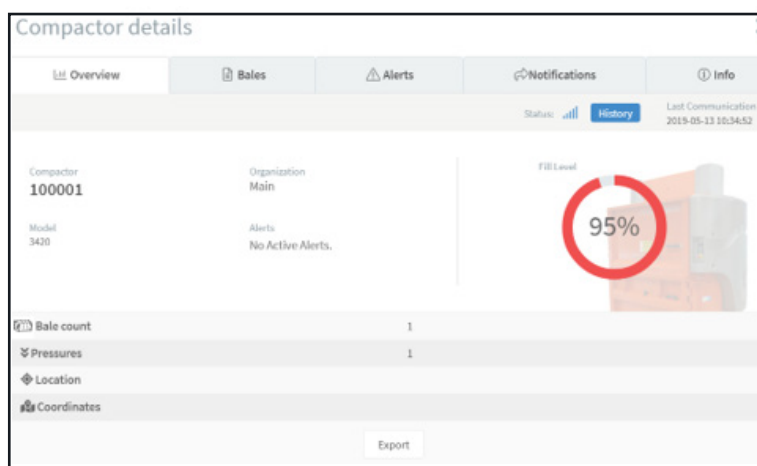 Compactor details
Overview Bales Alerts Notifications Info
Status: History Last Communication
2019-05-13 10:34:52
Compactor Organization Fill Level
100001 Main
95%
Model Alerts
3420 No Active Alerts.
Bale count 1
Pressures 1
Location
Coordinates
Export